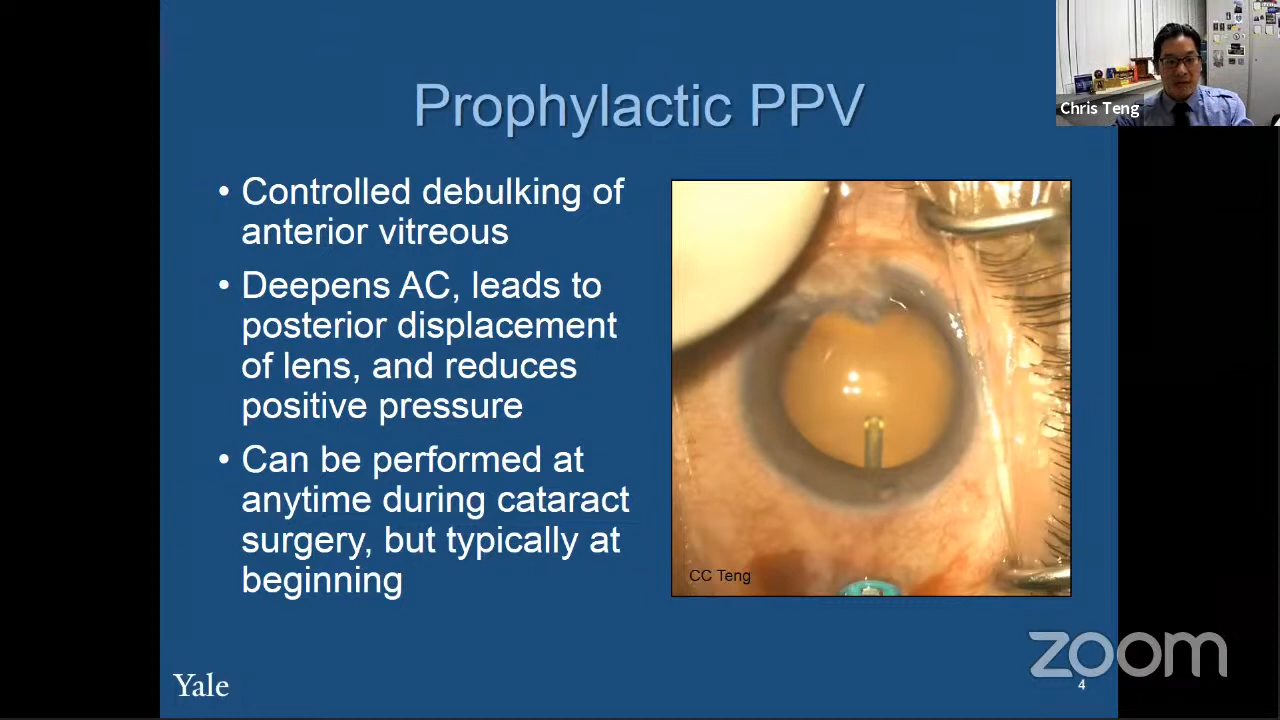 Prophylactic PPV
Chris Teng
• Controlled debulking of
anterior vitreous
• Deepens AC, leads to
posterior displacement
of lens, and reduces
positive pressure
• Can be performed at
anytime during cataract
surgery, but typically at
beginning
CC Teng
zoom
Yale
4